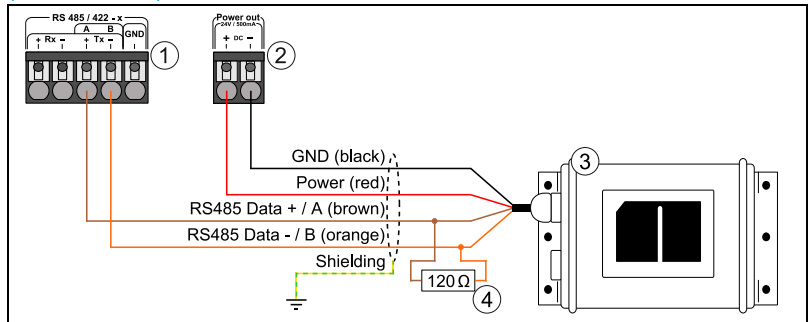 RS 485 / 422 - x
A B
+ Rx - + Tx - GND
1
Power out
24V / 500mA
+ DC -
2
GND (black)
Power (red)
RS485 Data + / A (brown)
RS485 Data - / B (orange)
Shielding
120 Ω
3
4